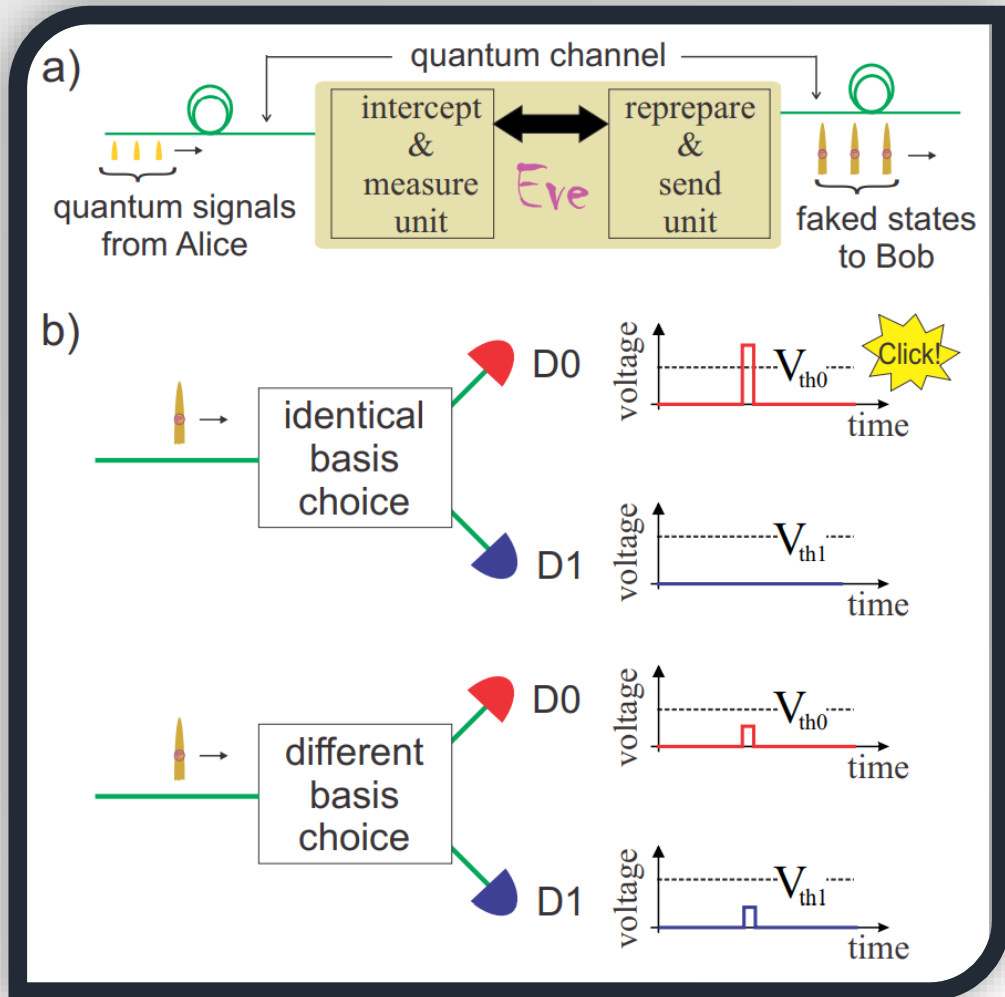 a)
quantum channel
intercept
&
measure
unit
Eve
reprepare
&
send
unit
quantum signals
from Alice
faked states
to Bob
b)
identical
basis
choice
D0
voltage
Vth0
time
Click!
D1
voltage
Vth1
time
different
basis
choice
D0
voltage
Vth0
time
D1
voltage
Vth1
time